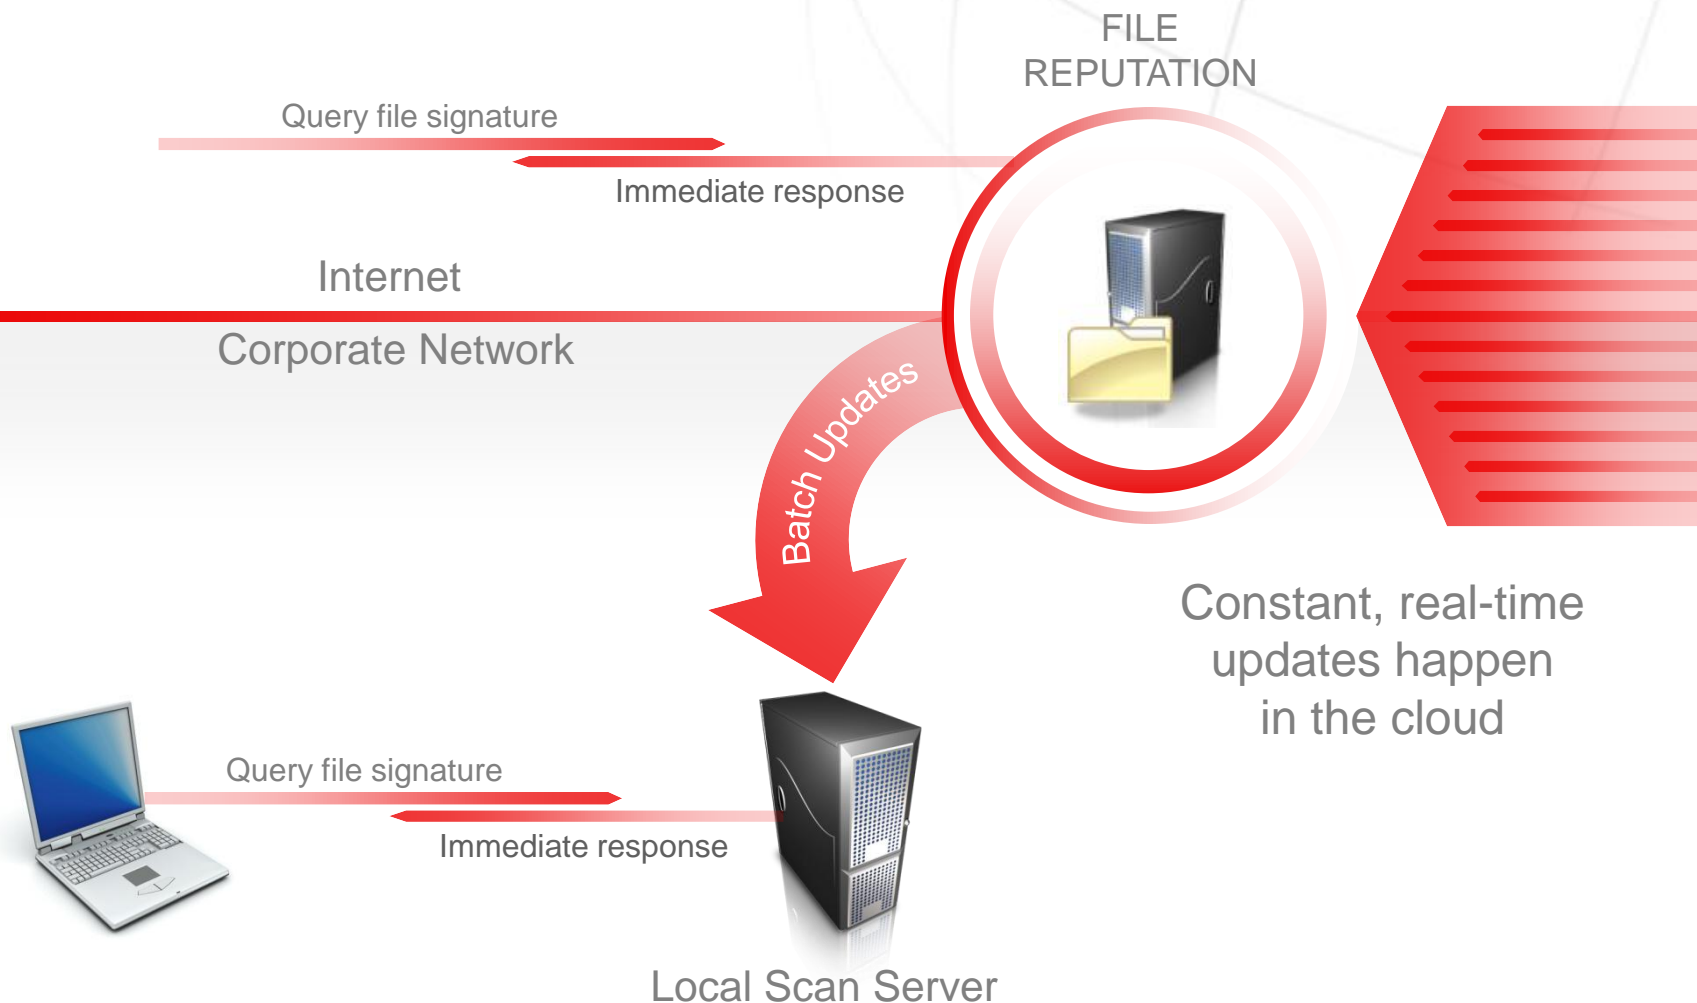 FILE
REPUTATION
Query file signature
Immediate response
Internet
Corporate Network
Batch Updates
Constant, real-time
updates happen
in the cloud
Query file signature
Immediate response
Local Scan Server